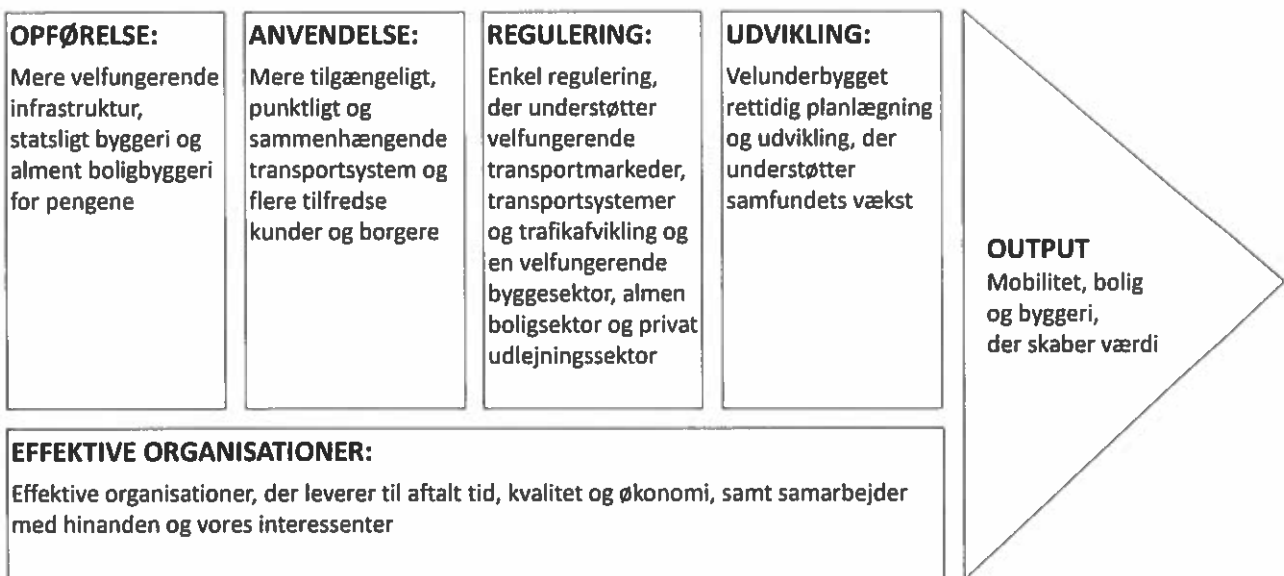 OPFØRELSE:
Mere velfungerende
infrastruktur,
statsligt byggeri og
alment boligbyggeri
for pengene
ANVENDELSE:
Mere tilgængeligt,
punktligt og
sammenhængende
transportsystem og
flere tilfredse
kunder og borgere
REGULERING:
Enkel regulering,
der understøtter
velfungerende
transportmarkeder,
transportsystemer
og trafikafvikling og
en velfungerende
byggesektor, almen
boligsektor og privat
udlejningssektor
UDVIKLING:
Velunderbygget
rettidig planlægning
og udvikling, der
understøtter
samfundets vækst
OUTPUT
Mobilitet, bolig
og byggeri,
der skaber værdi
EFFEKTIVE ORGANISATIONER:
Effektive organisationer, der leverer til aftalt tid, kvalitet og økonomi, samt samarbejder
med hinanden og vores interessenter